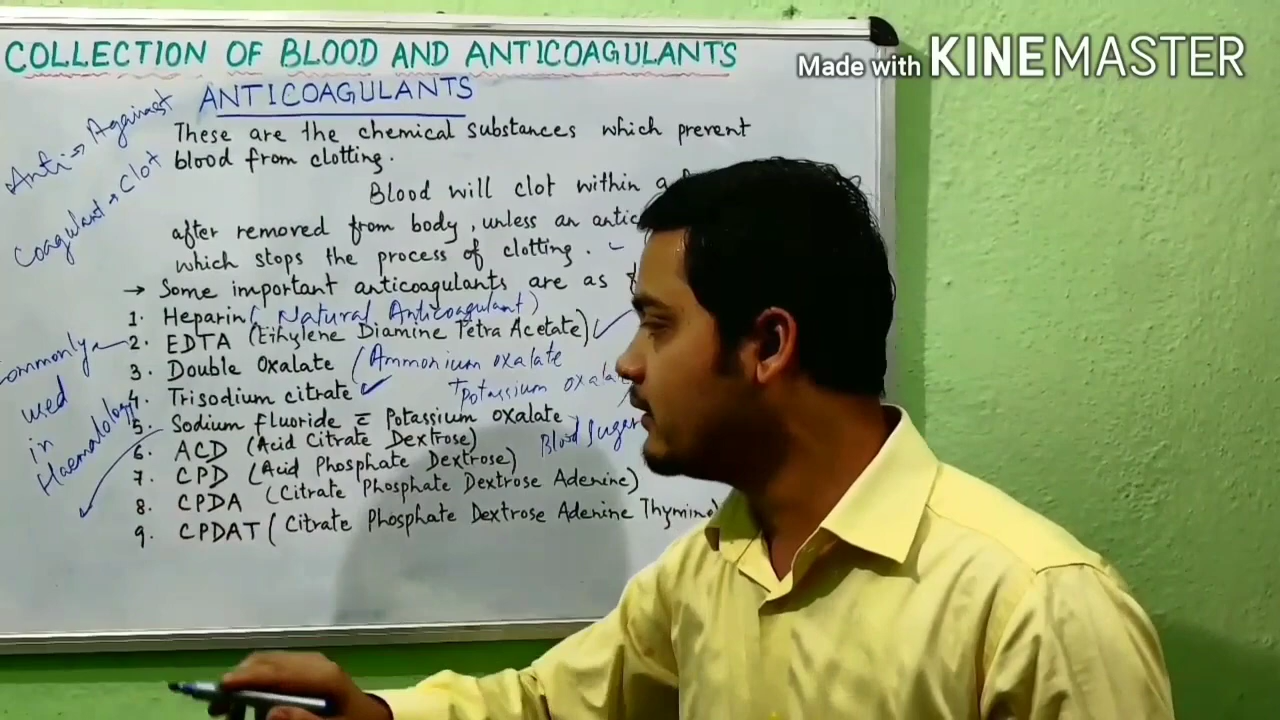 COLLECTION OF BLOOD AND ANTICOAGULANTS
Made with KINEMASTER
ANTICOAGULANTS
Anti → Against
Coagulant → Clot
These are the chemical substances which prevent
blood from clotting.
Blood will clot within a
after removed from body, unless an
which stops the process of clotting.
→ Some important anticoagulants are as
1. Heparin ( Natural Anticoagulant)
2. EDTA (Ethylene Diamine Tetra Acetate)
3. Double Oxalate (Ammonium oxalate
Potassium
4. Trisodium citrate
5. Sodium fluoride c̄ Potassium oxalate
Blood Sugar
6. ACD (Acid Citrate Dextrose)
7. CPD (Acid Phosphate Dextrose)
8. CPDA (Citrate Phosphate Dextrose Adenine)
9. CPDAT (Citrate Phosphate Dextrose Adenine
used
in
Haematology